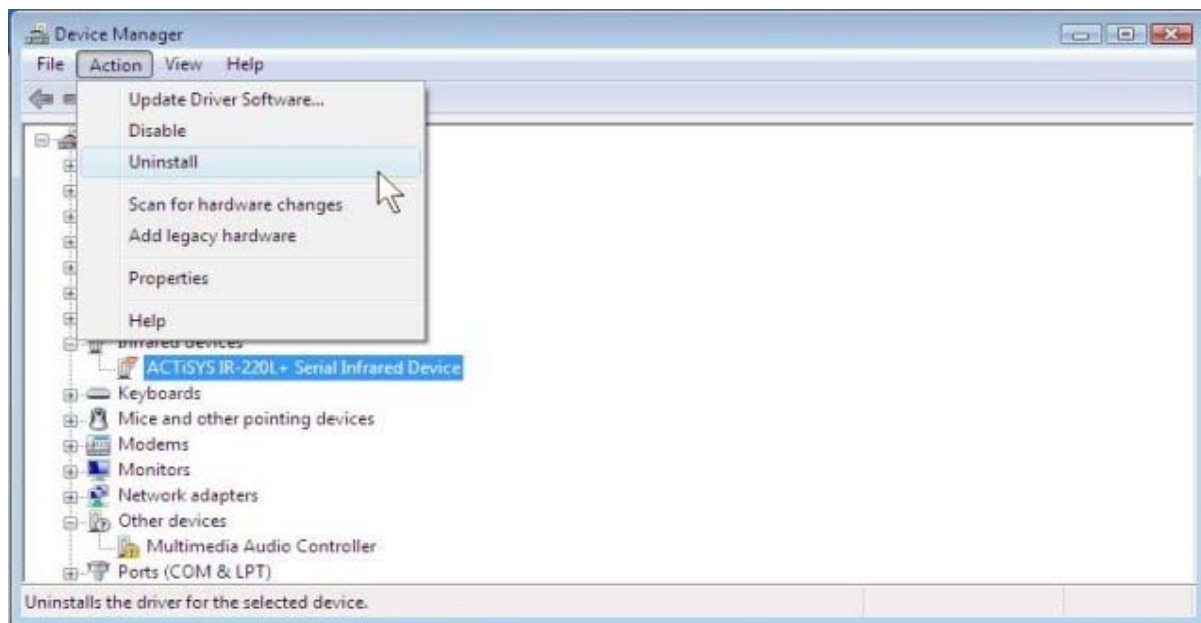 Device Manager
File Action View Help
Update Driver Software...
Disable
Uninstall
Scan for hardware changes
Add legacy hardware
Properties
Help
Infrared devices
ACTiSYS IR-220L+ Serial Infrared Device
Keyboards
Mice and other pointing devices
Modems
Monitors
Network adapters
Other devices
Multimedia Audio Controller
Ports (COM & LPT)
Uninstalls the driver for the selected device.